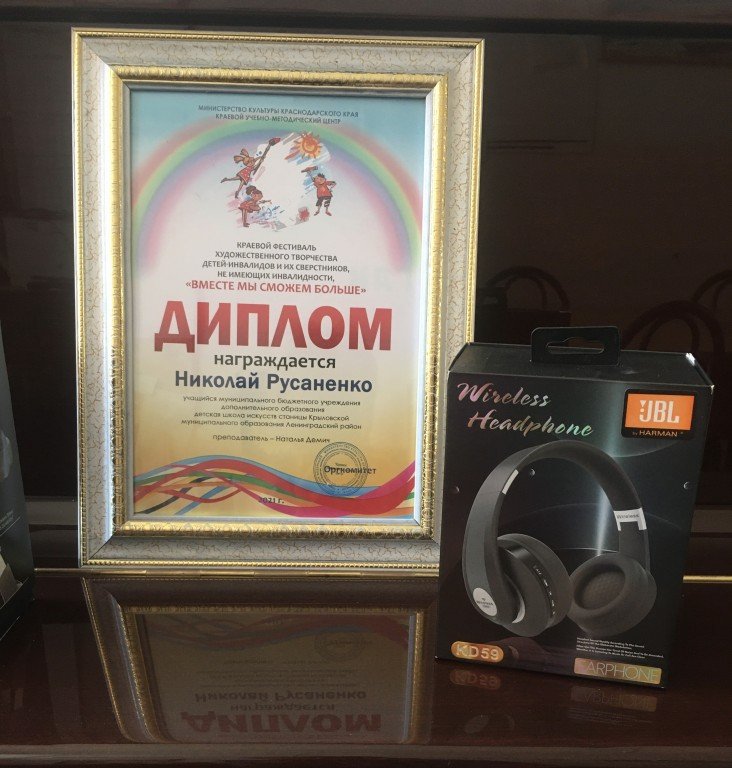 МИНИСТЕРСТВО КУЛЬТУРЫ КРАСНОДАРСКОГО КРАЯ
КРАЕВОЙ УЧЕБНО-МЕТОДИЧЕСКИЙ ЦЕНТР
КРАЕВОЙ ФЕСТИВАЛЬ
ХУДОЖЕСТВЕННОГО ТВОРЧЕСТВА
ДЕТЕЙ-ИНВАЛИДОВ И ИХ СВЕРСТНИКОВ,
НЕ ИМЕЮЩИХ ИНВАЛИДНОСТИ,
«ВМЕСТЕ МЫ СМОЖЕМ БОЛЬШЕ»
ДИПЛОМ
награждается
Николай Русаненко
учащийся муниципального бюджетного учреждения
дополнительного образования
детская школа искусств станицы Крыловской
муниципального образования Ленинградский район
преподаватель – Наталья Демич
Оргкомитет
2021 г.
Wireless
Headphone
JBL
by HARMAN
Wireless
KD59
EARPHONE